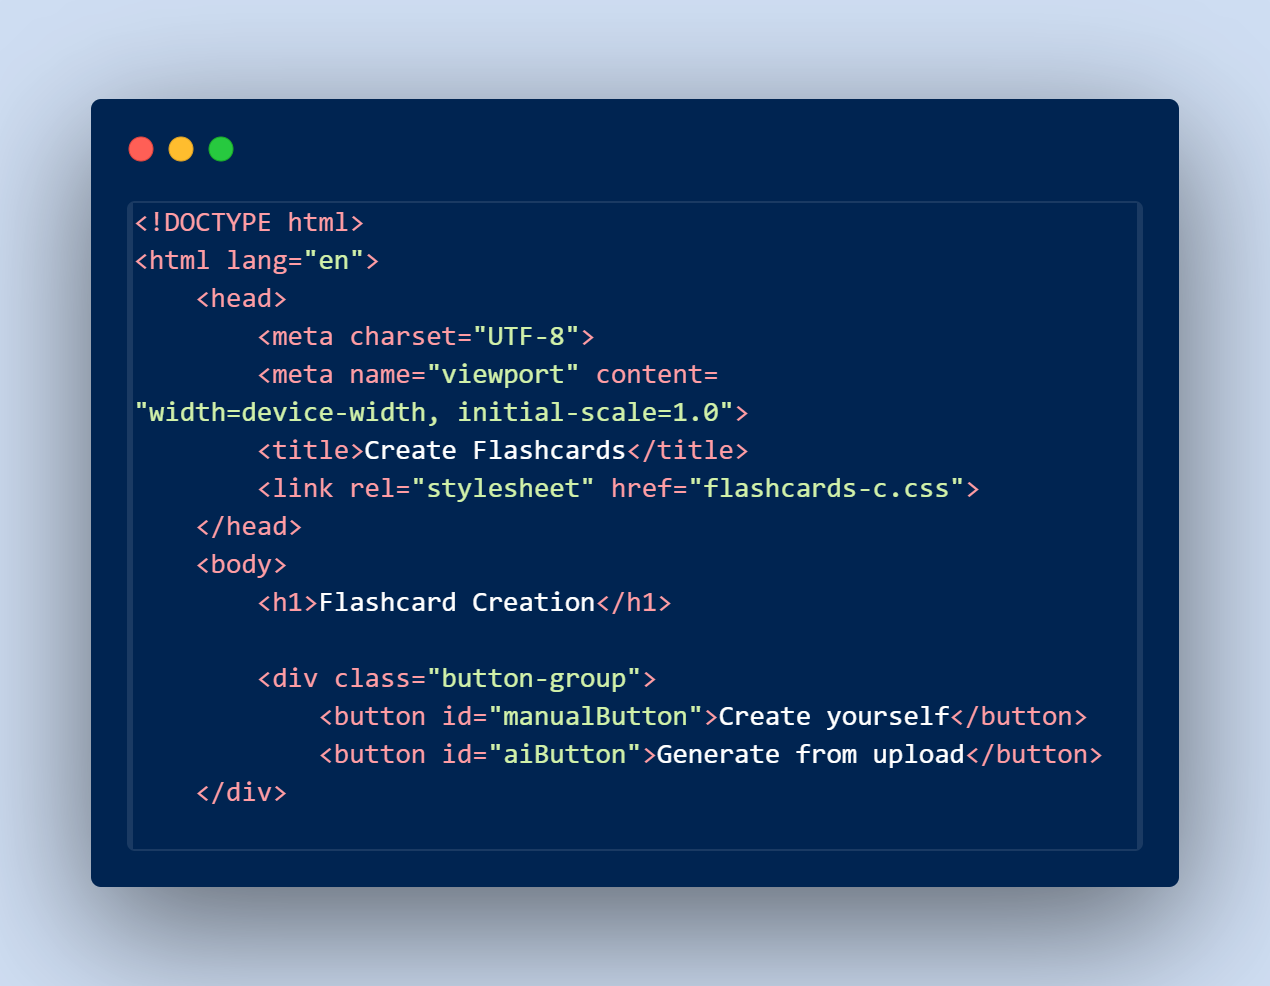 <!DOCTYPE html>
<html lang="en">
    <head>
        <meta charset="UTF-8">
        <meta name="viewport" content=
"width=device-width, initial-scale=1.0">
        <title>Create Flashcards</title>
        <link rel="stylesheet" href="flashcards-c.css">
    </head>
    <body>
        <h1>Flashcard Creation</h1>

        <div class="button-group">
            <button id="manualButton">Create yourself</button>
            <button id="aiButton">Generate from upload</button>
    </div>